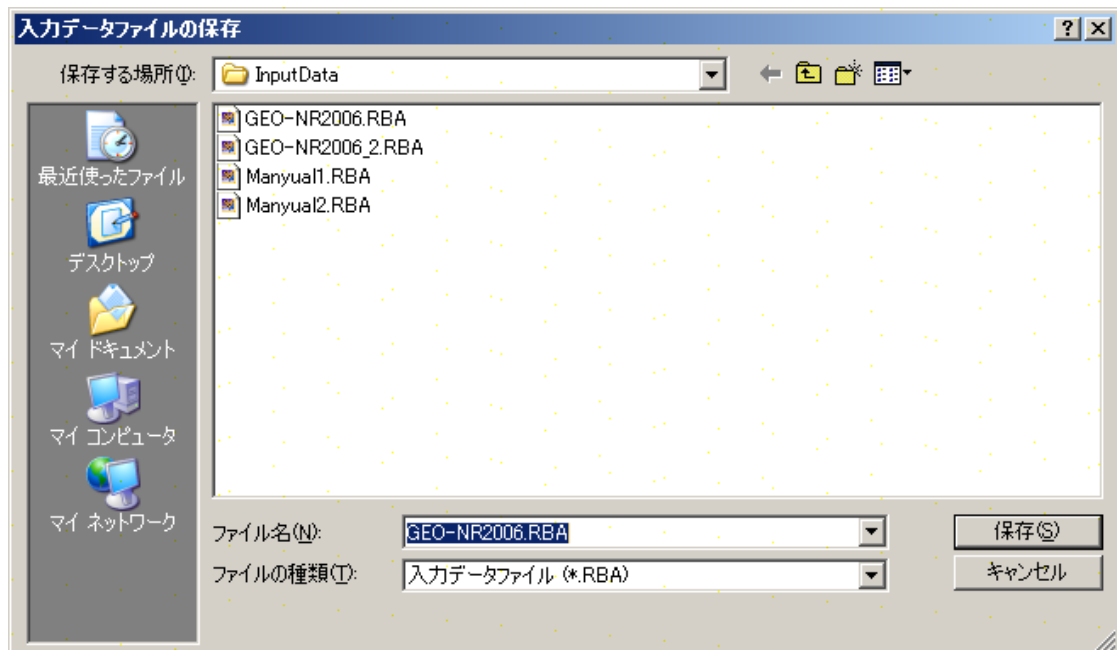 入力データファイルの保存
保存する場所(I):
InputData
GEO-NR2006.RBA
GEO-NR2006_2.RBA
Manyual1.RBA
Manyual2.RBA
最近使ったファイル
デスクトップ
マイ ドキュメント
マイ コンピュータ
マイ ネットワーク
ファイル名(N):
GEO-NR2006.RBA
保存(S)
ファイルの種類(T):
入力データファイル (*.RBA)
キャンセル